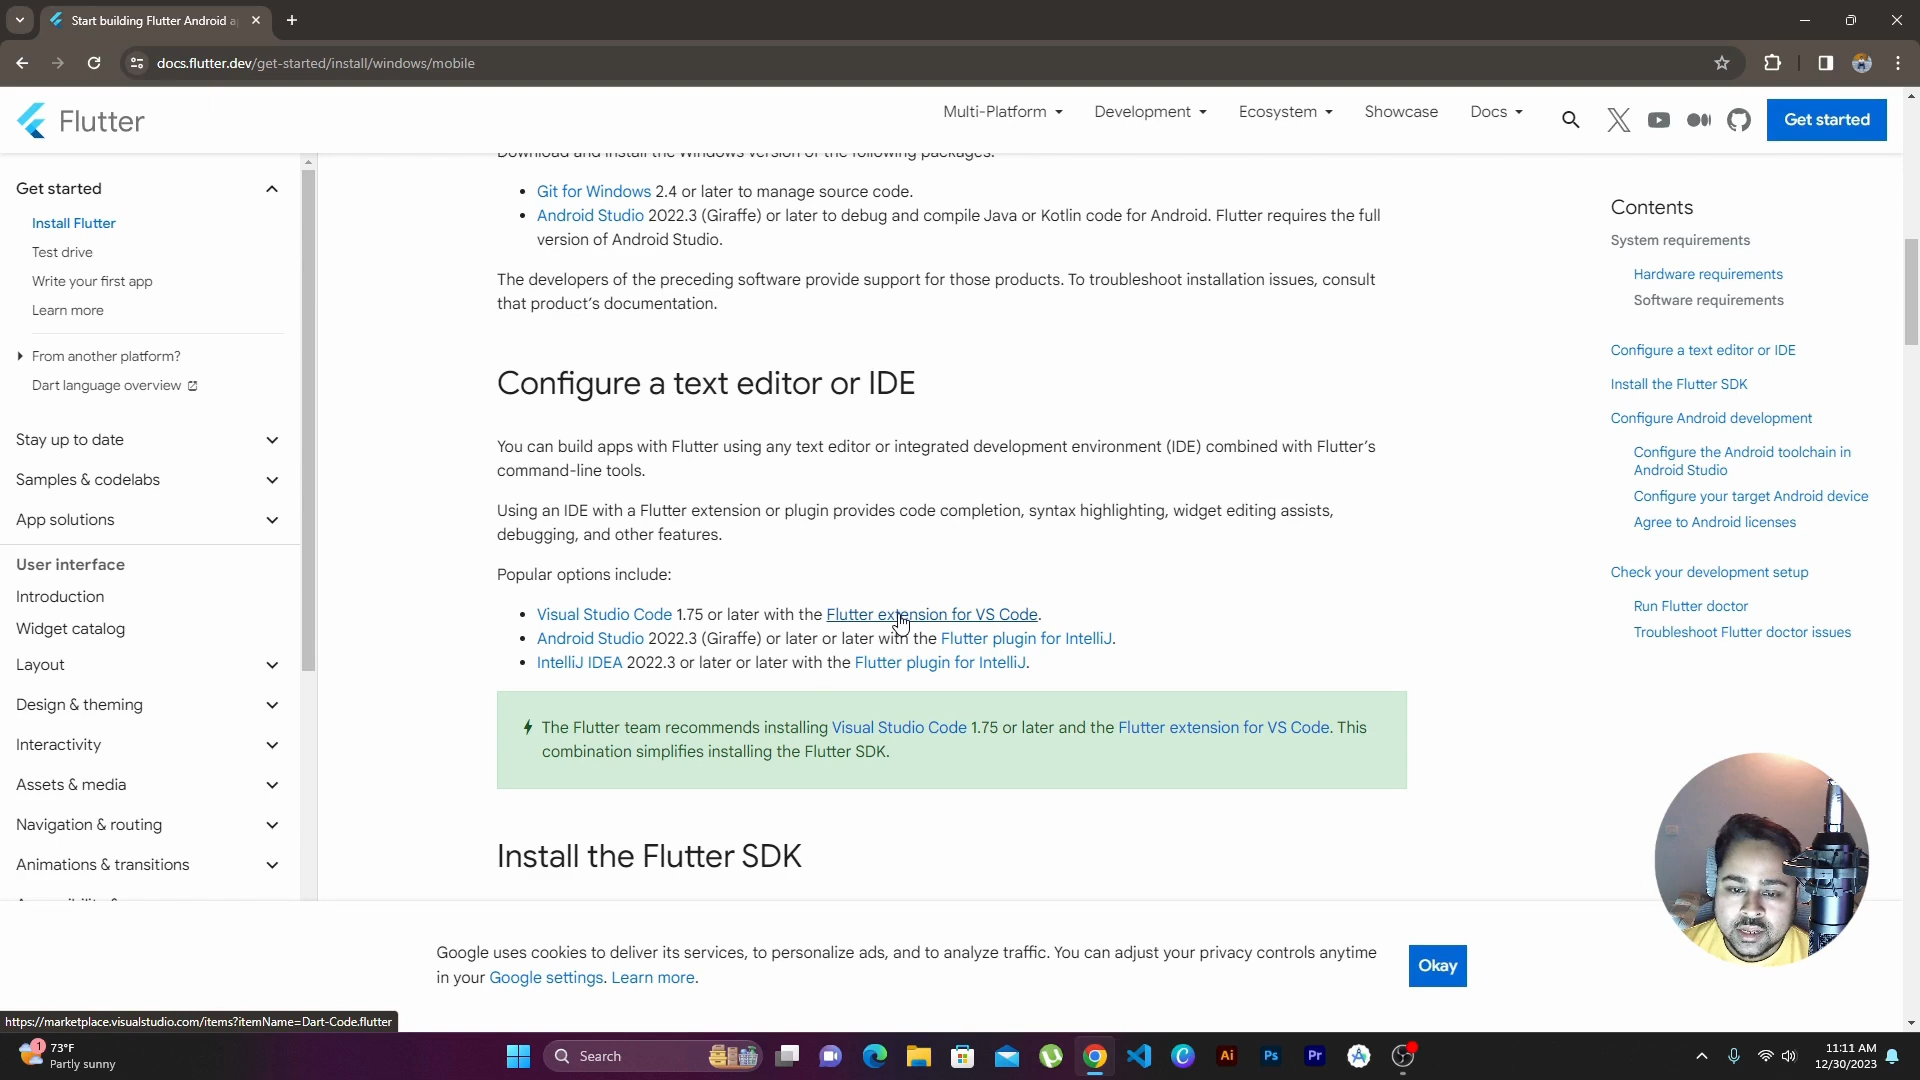 Start building Flutter Android a
docs.flutter.dev/get-started/install/windows/mobile
Flutter
Multi-Platform
Development
Ecosystem
Showcase
Docs
Get started
Get started
Install Flutter
Test drive
Write your first app
Learn more
From another platform?
Dart language overview
Stay up to date
Samples & codelabs
App solutions
User interface
Introduction
Widget catalog
Layout
Design & theming
Interactivity
Assets & media
Navigation & routing
Animations & transitions
Download and install the Windows version of the following packages:
Git for Windows 2.4 or later to manage source code.
Android Studio 2022.3 (Giraffe) or later to debug and compile Java or Kotlin code for Android. Flutter requires the full
version of Android Studio.
The developers of the preceding software provide support for those products. To troubleshoot installation issues, consult
that product's documentation.
Configure a text editor or IDE
You can build apps with Flutter using any text editor or integrated development environment (IDE) combined with Flutter's
command-line tools.
Using an IDE with a Flutter extension or plugin provides code completion, syntax highlighting, widget editing assists,
debugging, and other features.
Popular options include:
Visual Studio Code 1.75 or later with the Flutter extension for VS Code.
Android Studio 2022.3 (Giraffe) or later or later with the Flutter plugin for IntelliJ.
IntelliJ IDEA 2022.3 or later or later with the Flutter plugin for IntelliJ.
The Flutter team recommends installing Visual Studio Code 1.75 or later and the Flutter extension for VS Code. This
combination simplifies installing the Flutter SDK.
Install the Flutter SDK
Contents
System requirements
Hardware requirements
Software requirements
Configure a text editor or IDE
Install the Flutter SDK
Configure Android development
Configure the Android toolchain in
Android Studio
Configure your target Android device
Agree to Android licenses
Check your development setup
Run Flutter doctor
Troubleshoot Flutter doctor issues
Google uses cookies to deliver its services, to personalize ads, and to analyze traffic. You can adjust your privacy controls anytime
in your Google settings. Learn more.
Okay
https://marketplace.visualstudio.com/items?itemName=Dart-Code.flutter
1
73°F
Partly sunny
Search
Ai
Ps
Pr
11:11 AM
12/30/2023